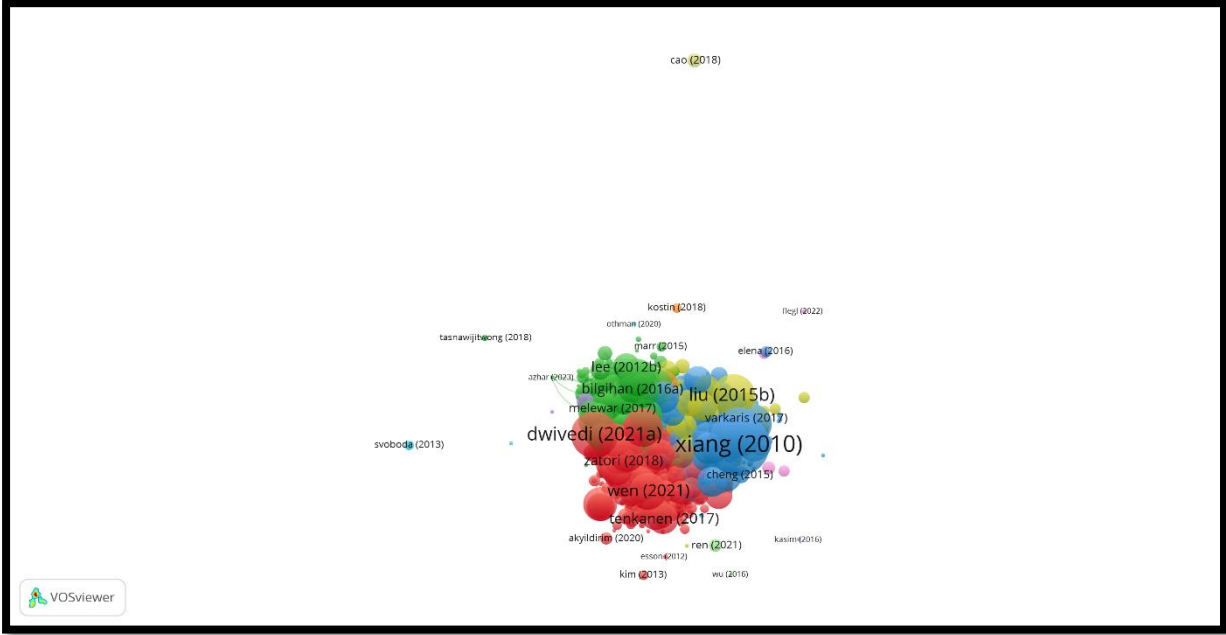 cao (2018)
kostin (2018)
flegl (2022)
othman (2020)
tasnawijitwong (2018)
marr (2015)
elena (2016)
lee (2012b)
azhar (2023)
bilgihan (2016a)
liu (2015b)
melewar (2017)
varkaris (2017)
dwivedi (2021a)
xiang (2010)
svoboda (2013)
zatori (2018)
cheng (2015)
wen (2021)
tenkanen (2017)
akyildirim (2020)
kasim (2016)
ren (2021)
esson (2012)
kim (2013)
wu (2016)
VOSviewer